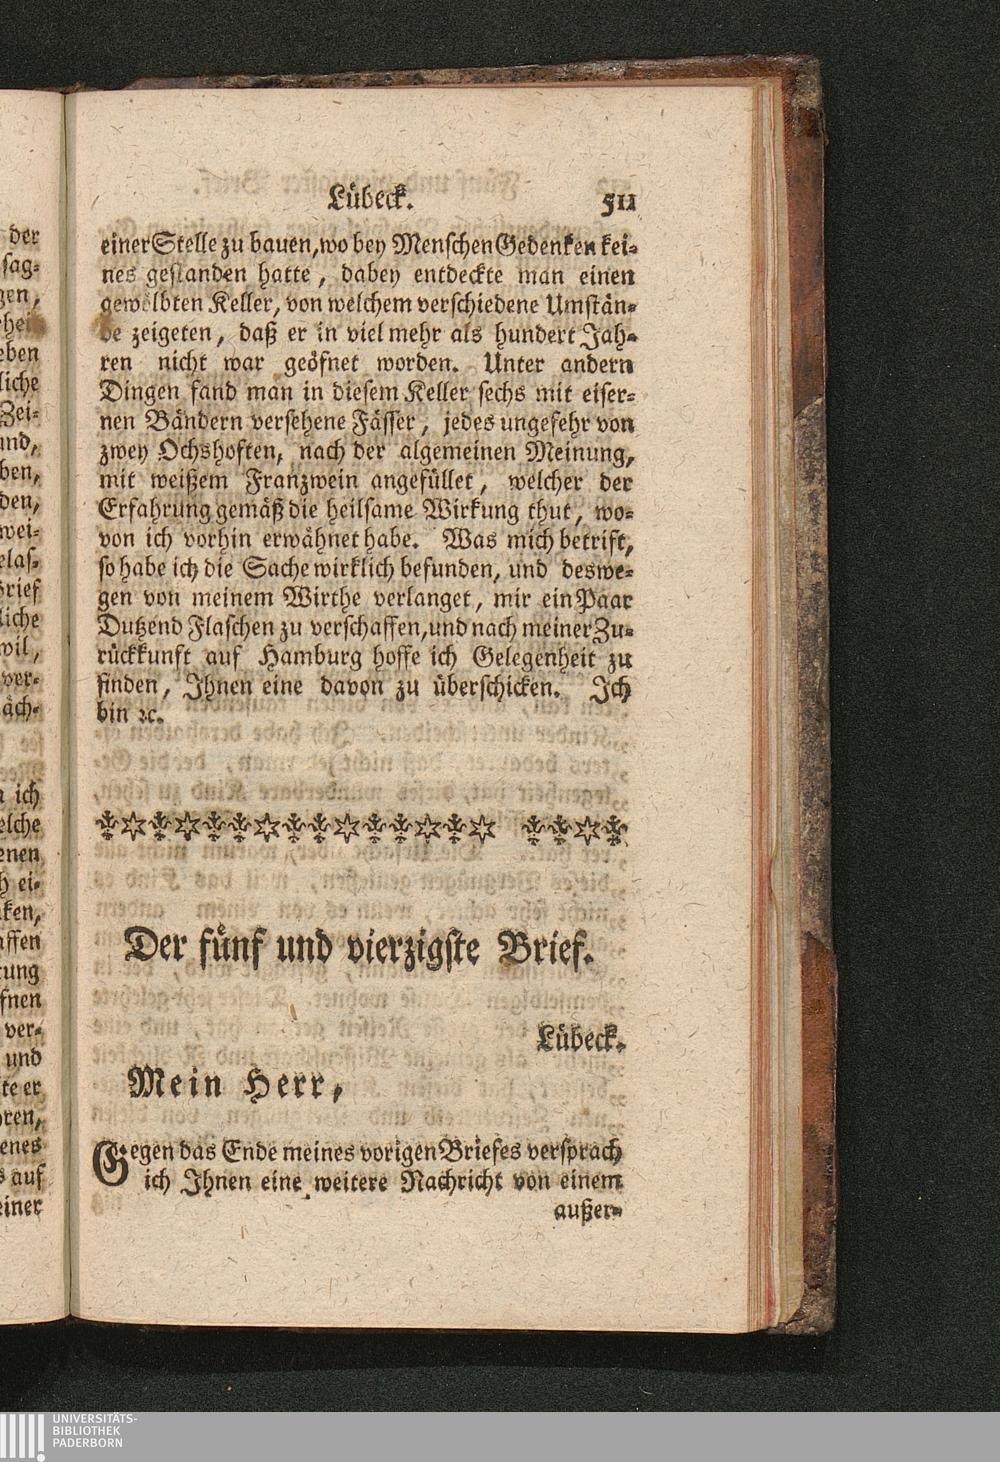 Lübeck. 511
einer Stelle zu bauen, wo bey Menschen Gedenken kei-
nes gestanden hatte, dabey entdeckte man einen
gewölbten Keller, von welchem verschiedene Umstän-
de zeigeten, daß er in viel mehr als hundert Jah-
ren nicht war geöfnet worden. Unter andern
Dingen fand man in diesem Keller sechs mit eiser-
nen Bändern versehene Fässer, jedes ungefehr von
zwey Ochshoften, nach der algemeinen Meinung,
mit weißem Franzwein angefüllet, welcher der
Erfahrung gemäß die heilsame Wirkung thut, wo-
von ich vorhin erwähnet habe. Was mich betrift,
so habe ich die Sache wirklich befunden, und deswe-
gen von meinem Wirthe verlanget, mir ein Paar
Dutzend Flaschen zu verschaffen, und nach meiner Zu-
rückkunft auf Hamburg hoffe ich Gelegenheit zu
finden, Ihnen eine davon zu überschicken. Ich
bin ꝛc.
Der fünf und vierzigste Brief.
Lübeck.
Mein Herr,
Gegen das Ende meines vorigen Briefes versprach
ich Ihnen eine weitere Nachricht von einem
außer-
UNIVERSITÄTS-
BIBLIOTHEK
PADERBORN